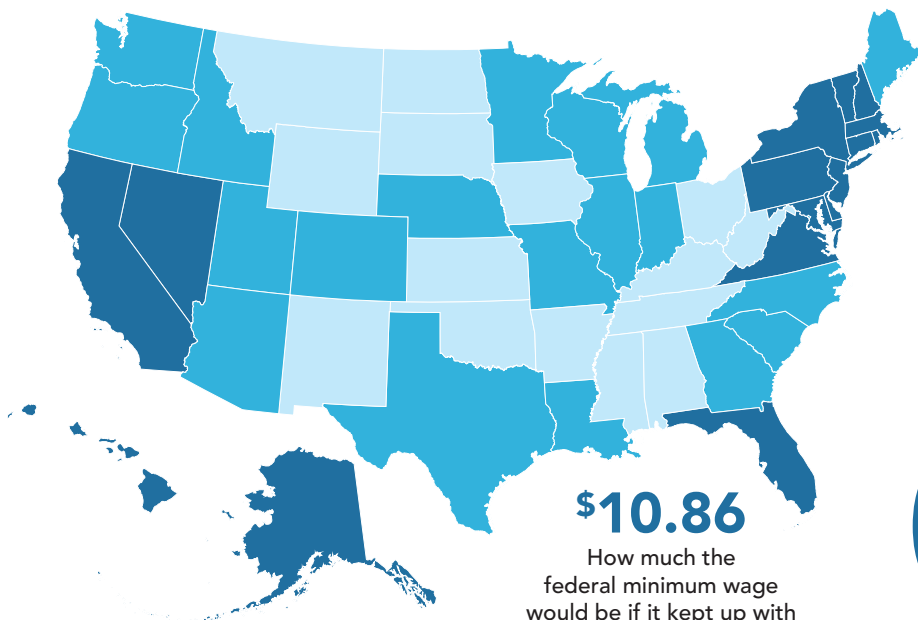 $10.86
How much the
federal minimum wage
would be if it kept up with